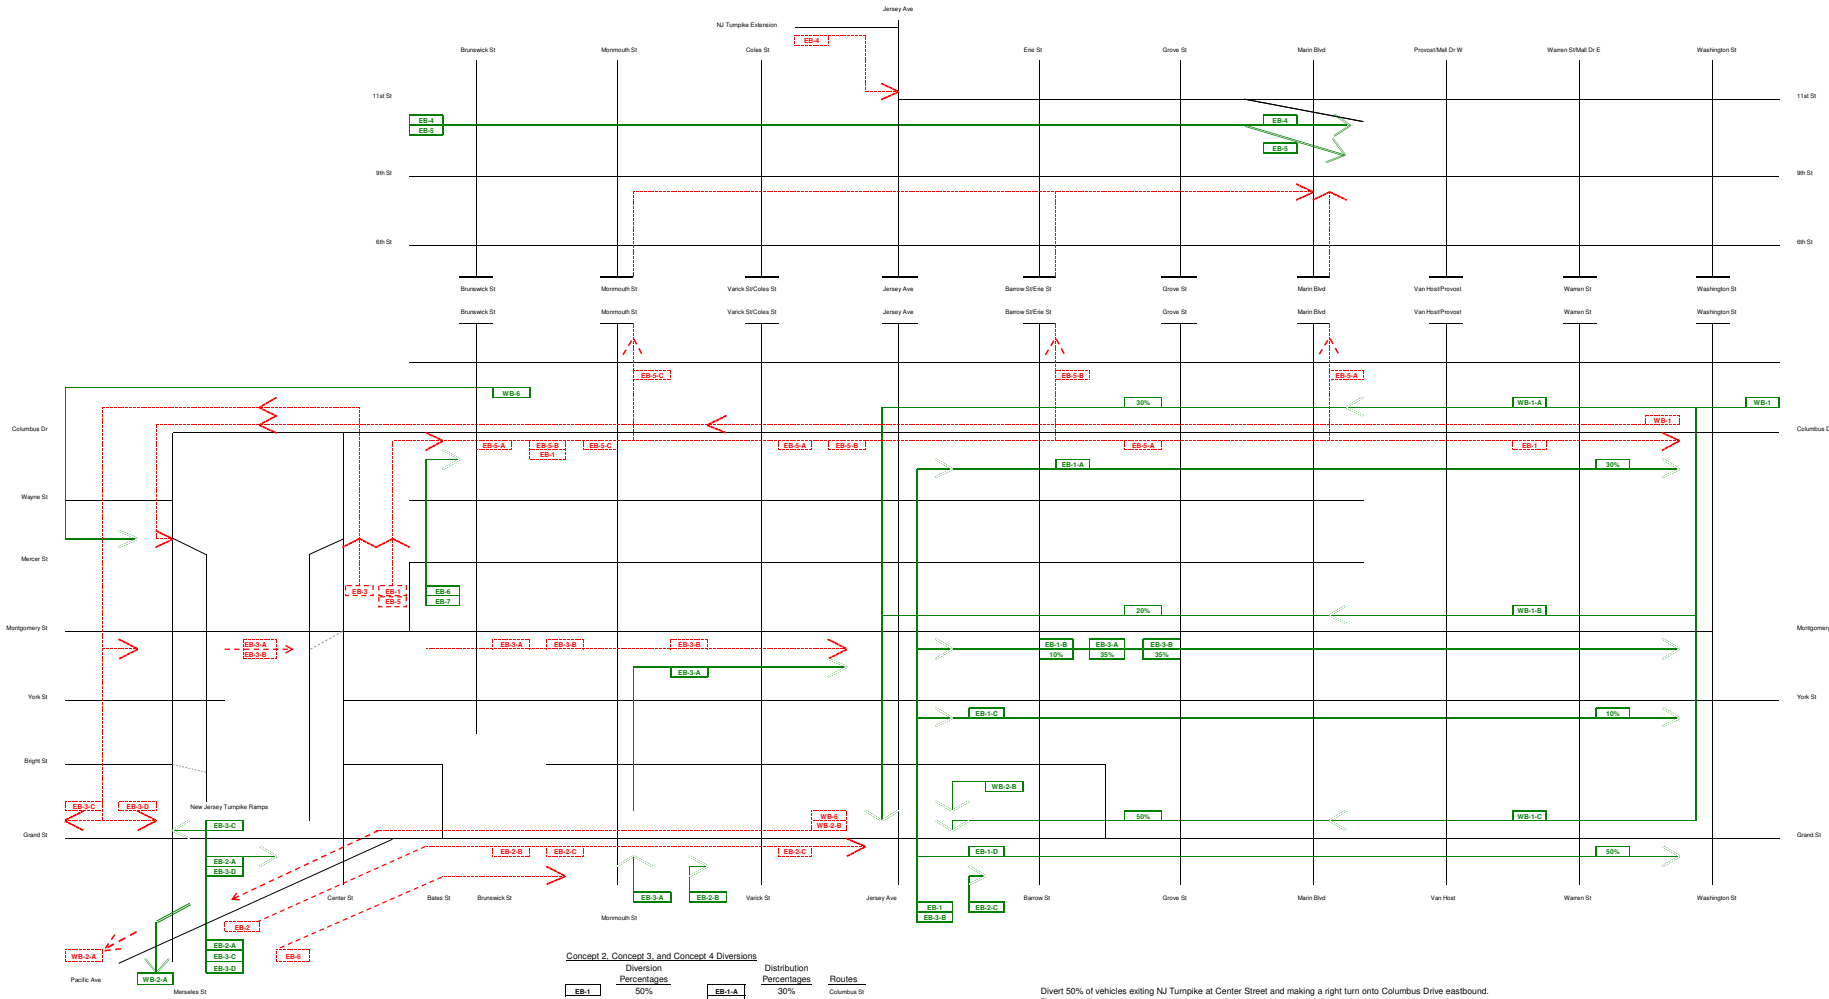 Jersey Ave
NJ Turnpike Extension
EB-4
Brunswick St
Monmouth St
Coles St
Erie St
Grove St
Marin Blvd
Provost/Mall Dr W
Warren St/Mall Dr E
Washington St
11st St
11st St
EB-4
EB-5
EB-4
EB-5
9th St
9th St
6th St
6th St
Brunswick St
Monmouth St
Varick St/Coles St
Jersey Ave
Barrow St/Erie St
Grove St
Marin Blvd
Van Host/Provost
Warren St
Washington St
Brunswick St
Monmouth St
Varick St/Coles St
Jersey Ave
Barrow St/Erie St
Grove St
Marin Blvd
Van Host/Provost
Warren St
Washington St
EB-5-C
EB-5-B
EB-5-A
WB-6
30%
WB-1-A
WB-1
WB-1
Columbus Dr
Columbus D
EB-5-A
EB-5-B
EB-5-C
EB-5-A
EB-5-B
EB-5-A
EB-1
EB-1
EB-1-A
30%
Wayne St
Mercer St
EB-3
EB-1
EB-5
EB-6
EB-7
20%
WB-1-B
Montgomery St
Montgomery
EB-3-A
EB-3-B
EB-3-A
EB-3-B
EB-3-B
EB-1-B
EB-3-A
EB-3-B
10%
35%
35%
EB-3-A
York St
York St
EB-1-C
10%
Bright St
WB-2-B
EB-3-C
EB-3-D
New Jersey Turnpike Ramps
EB-3-C
WB-6
WB-2-B
50%
WB-1-C
Grand St
Grand St
EB-2-B
EB-2-C
EB-2-C
EB-1-D
50%
EB-2-A
EB-3-D
Center St
Bates St
Brunswick St
EB-3-A
EB-2-B
Varick St
Jersey Ave
Barrow St
Grove St
Marin Blvd
Van Host
Warren St
Washington St
EB-1
EB-3-B
EB-2-C
Monmouth St
EB-2
EB-2-A
EB-3-C
EB-3-D
WB-2-A
EB-6
Pacific Ave
WB-2-A
Merseles St
Concept 2, Concept 3, and Concept 4 Diversions
Diversion
Percentages
Distribution
Percentages
Routes
EB-1
50%
EB-1-A
30%
Columbus St
Divert 50% of vehicles exiting NJ Turnpike at Center Street and making a right turn onto Columbus Drive eastbound.